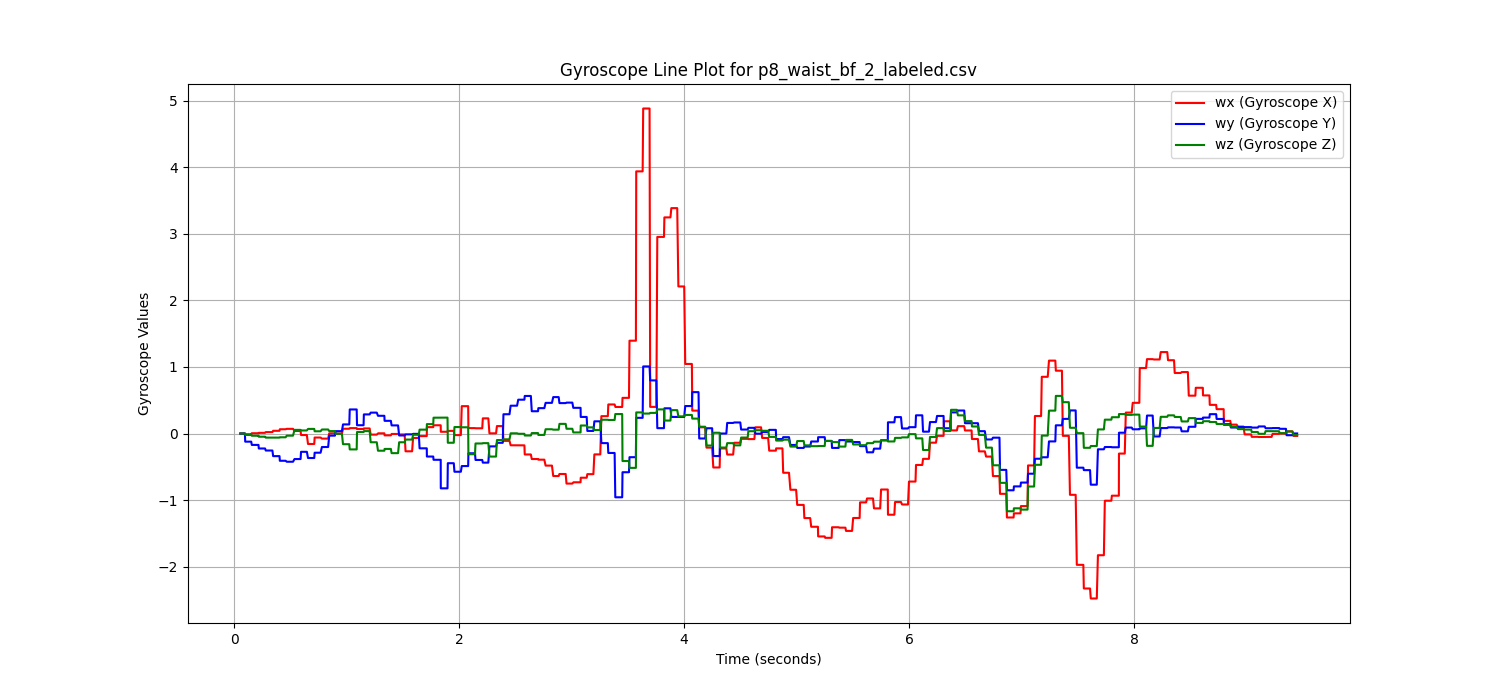 Gyroscope Line Plot for p8_waist_bf_2_labeled.csv
wx (Gyroscope X)
wy (Gyroscope Y)
wz (Gyroscope Z)
Gyroscope Values
5
4
3
2
1
0
−1
−2
0 2 4 6 8
Time (seconds)